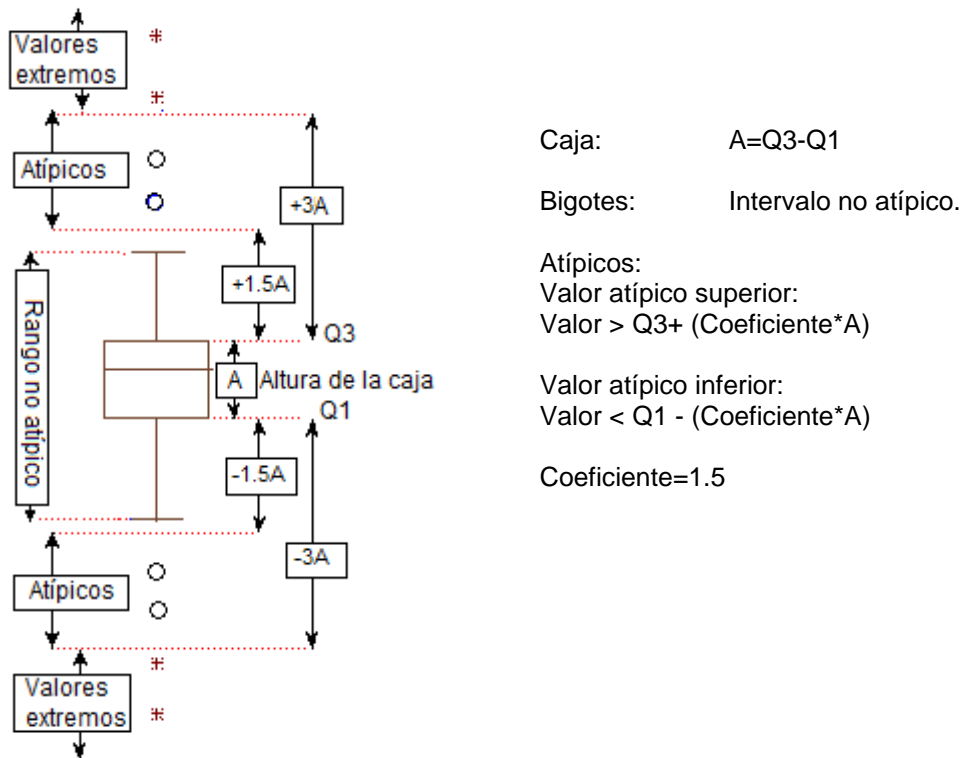 Valores
extremos
Atípicos
+3A
+1.5A
Rango no atípico
Q3
A Altura de la caja
Q1
-1.5A
-3A
Atípicos
Valores
extremos
Caja: A=Q3-Q1
Bigotes: Intervalo no atípico.
Atípicos:
Valor atípico superior:
Valor > Q3+ (Coeficiente*A)
Valor atípico inferior:
Valor < Q1 - (Coeficiente*A)
Coeficiente=1.5